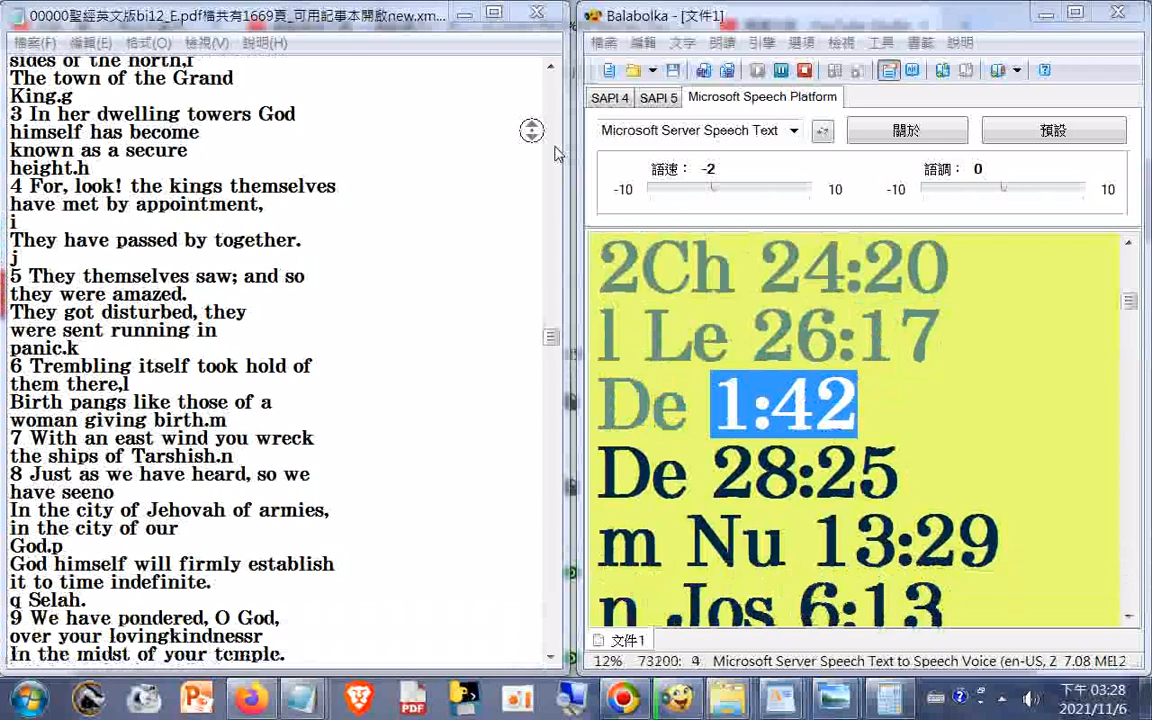 00000聖經英文版bi12_E.pdf檔共有1669頁_可用記事本開啟new.xm...
檔案(F) 編輯(E) 格式(O) 檢視(V) 說明(H)
sides of the north,f
The town of the Grand
King.g
3 In her dwelling towers God
himself has become
known as a secure
height.h
4 For, look! the kings themselves
have met by appointment,
i
They have passed by together.
j
5 They themselves saw; and so
they were amazed.
They got disturbed, they
were sent running in
panic.k
6 Trembling itself took hold of
them there,l
Birth pangs like those of a
woman giving birth.m
7 With an east wind you wreck
the ships of Tarshish.n
8 Just as we have heard, so we
have seeno
In the city of Jehovah of armies,
in the city of our
God.p
God himself will firmly establish
it to time indefinite.
q Selah.
9 We have pondered, O God,
over your lovingkindnessr
In the midst of your temple.
Balabolka - [文件1]
檔案 編輯 文字 朗讀 引擎 選項 檢視 工具 書籤 說明
SAPI 4 SAPI 5 Microsoft Speech Platform
Microsoft Server Speech Text 關於 預設
語速： -2 語調： 0
-10 10 -10 10
2Ch 24:20
l Le 26:17
De 1:42
De 28:25
m Nu 13:29
n Jos 6:13
文件1
12% 73200: 4 Microsoft Server Speech Text to Speech Voice (en-US, Z 7.08 ME12
PDF
下午 03:28
2021/11/6